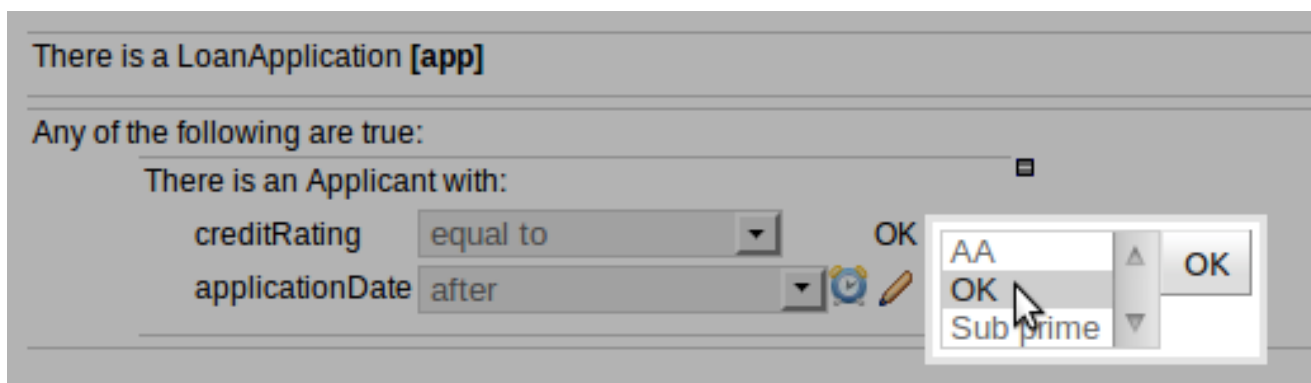 There is a LoanApplication [app]
Any of the following are true:
There is an Applicant with:
creditRating equal to OK
AA
OK
Sub prime
OK
applicationDate after